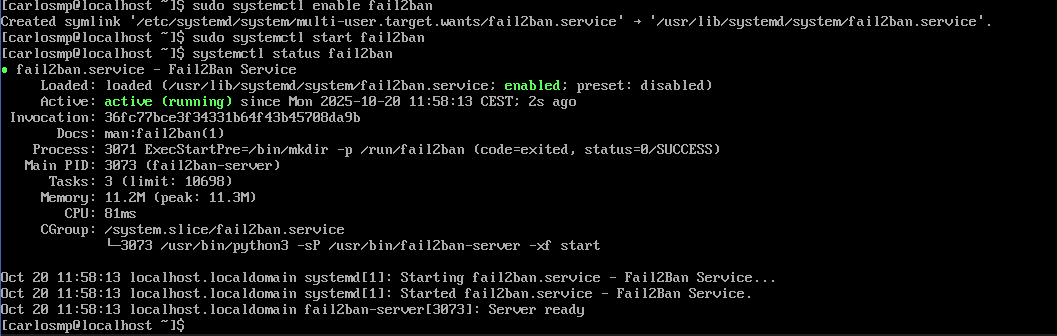 [carlosmp@localhost ~]$ sudo systemctl enable fail2ban
Created symlink '/etc/systemd/system/multi-user.target.wants/fail2ban.service' → '/usr/lib/systemd/system/fail2ban.service'.
[carlosmp@localhost ~]$ sudo systemctl start fail2ban
[carlosmp@localhost ~]$ systemctl status fail2ban
● fail2ban.service - Fail2Ban Service
Loaded: loaded (/usr/lib/systemd/system/fail2ban.service; enabled; preset: disabled)
Active: active (running) since Mon 2025-10-20 11:58:13 CEST; 2s ago
Invocation: 36fc77bce3f34331b64f43b45708da9b
Docs: man:fail2ban(1)
Process: 3071 ExecStartPre=/bin/mkdir -p /run/fail2ban (code=exited, status=0/SUCCESS)
Main PID: 3073 (fail2ban-server)
Tasks: 3 (limit: 10698)
Memory: 11.2M (peak: 11.3M)
CPU: 81ms
CGroup: /system.slice/fail2ban.service
└─3073 /usr/bin/python3 -sP /usr/bin/fail2ban-server -xf start
Oct 20 11:58:13 localhost.localdomain systemd[1]: Starting fail2ban.service - Fail2Ban Service...
Oct 20 11:58:13 localhost.localdomain systemd[1]: Started fail2ban.service - Fail2Ban Service.
Oct 20 11:58:13 localhost.localdomain fail2ban-server[3073]: Server ready
[carlosmp@localhost ~]$